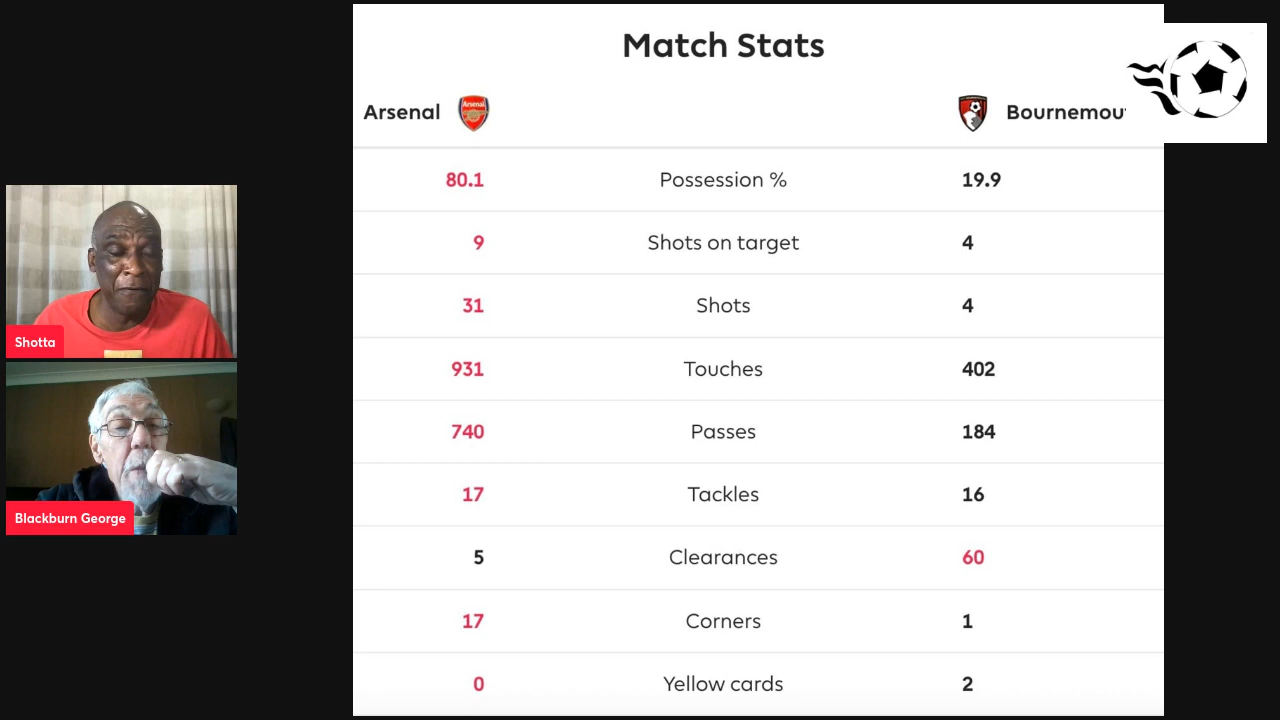 Match Stats
Arsenal Bournemou
80.1 Possession % 19.9
9 Shots on target 4
31 Shots 4
931 Touches 402
740 Passes 184
17 Tackles 16
5 Clearances 60
17 Corners 1
0 Yellow cards 2
Shotta
Blackburn George